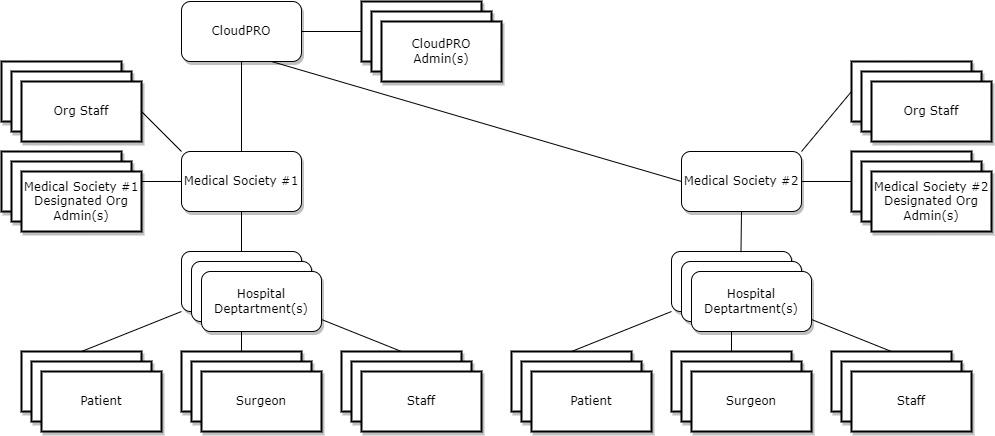 CloudPRO
CloudPRO
Admin(s)
Org Staff
Org Staff
Medical Society #1
Designated Org
Admin(s)
Medical Society #1
Medical Society #2
Medical Society #2
Designated Org
Admin(s)
Hospital
Deptartment(s)
Hospital
Deptartment(s)
Patient
Surgeon
Staff
Patient
Surgeon
Staff